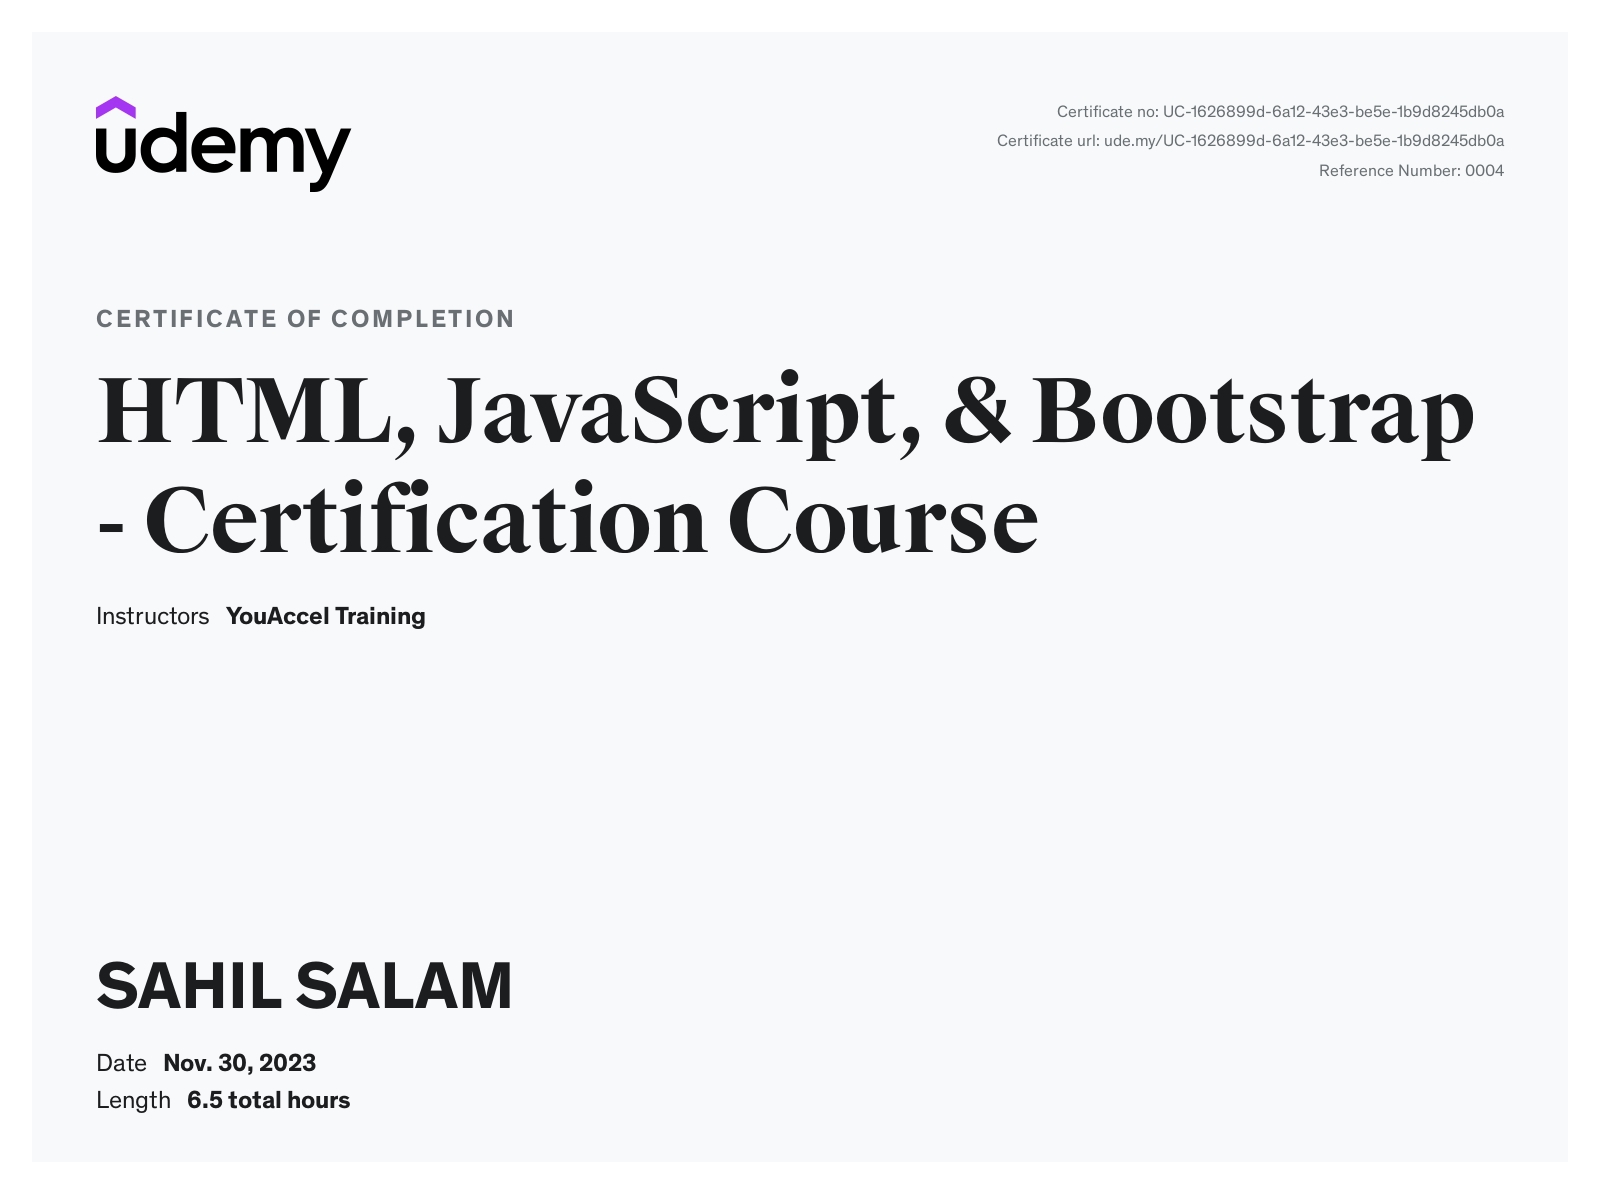 udemy
Certificate no: UC-1626899d-6a12-43e3-be5e-1b9d8245db0a
Certificate url: ude.my/UC-1626899d-6a12-43e3-be5e-1b9d8245db0a
Reference Number: 0004
CERTIFICATE OF COMPLETION
HTML, JavaScript, & Bootstrap
- Certification Course
Instructors YouAccel Training
SAHIL SALAM
Date Nov. 30, 2023
Length 6.5 total hours